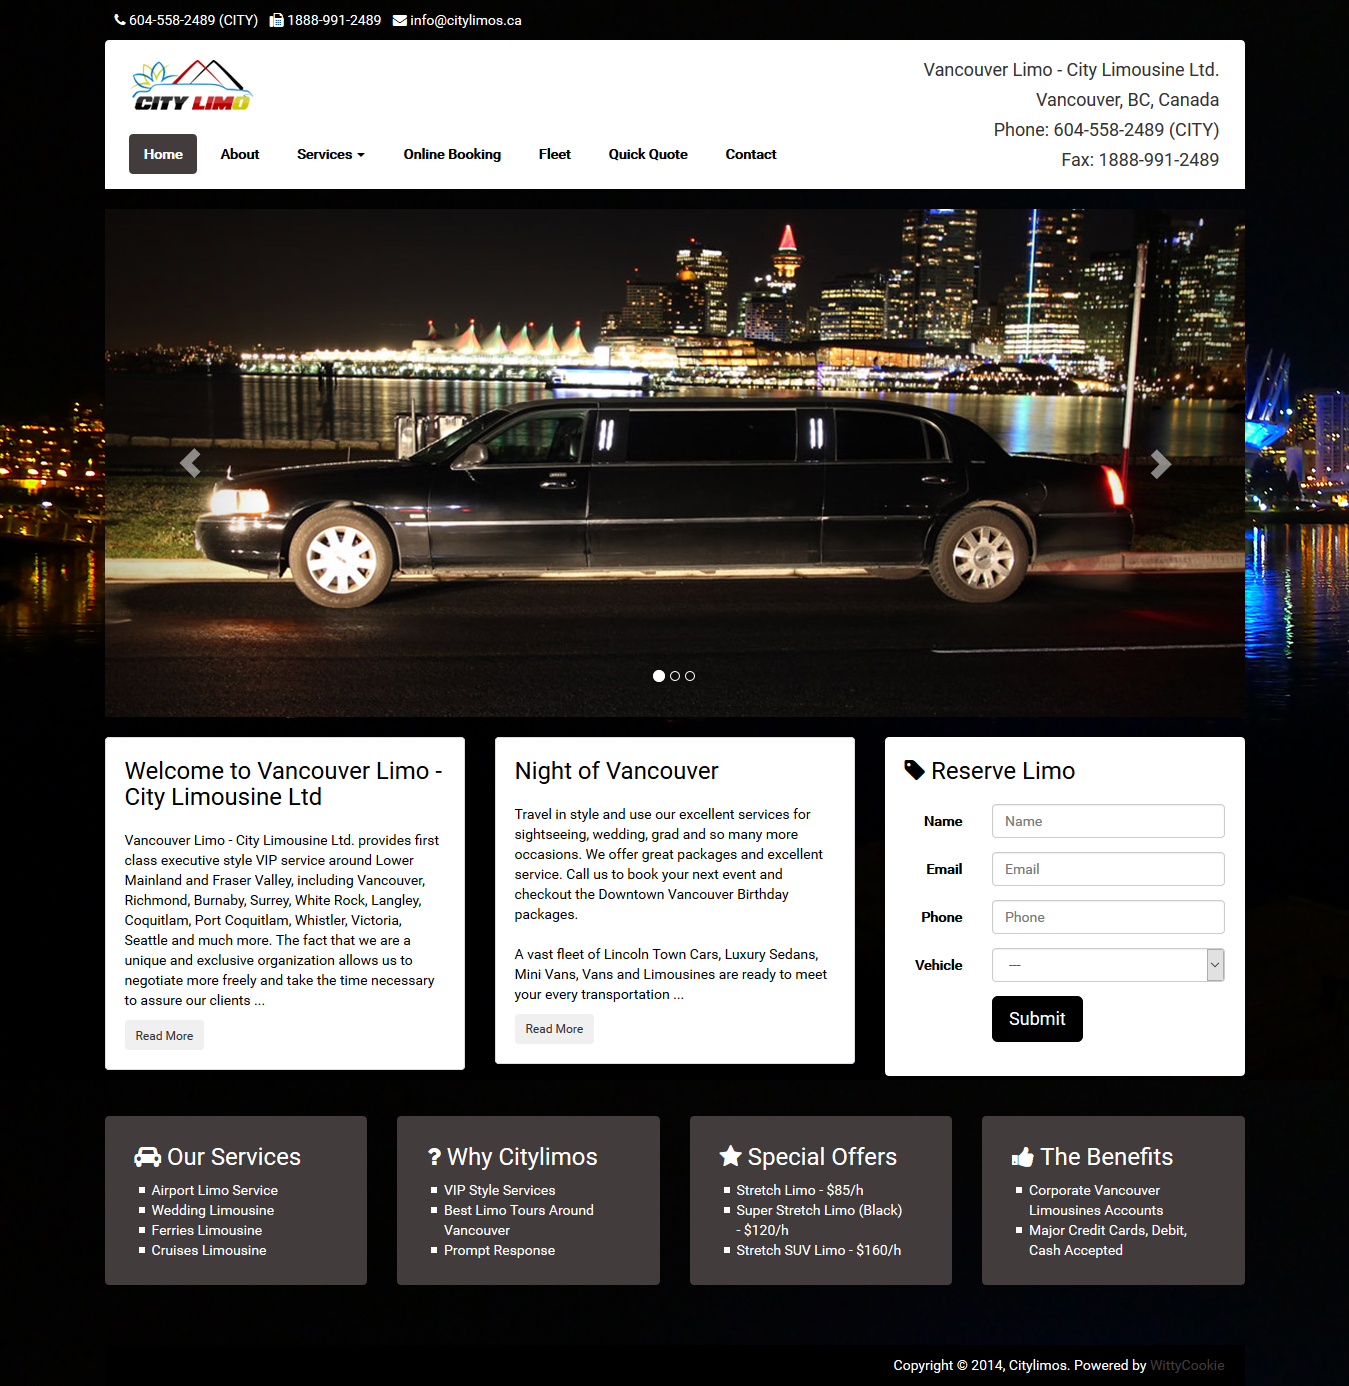 604-558-2489 (CITY) 1888-991-2489 info@citylimos.ca
CITY LIMO
Vancouver Limo - City Limousine Ltd.
Vancouver, BC, Canada
Phone: 604-558-2489 (CITY)
Fax: 1888-991-2489
Home About Services Online Booking Fleet Quick Quote Contact
Welcome to Vancouver Limo -
City Limousine Ltd
Vancouver Limo - City Limousine Ltd. provides first
class executive style VIP service around Lower
Mainland and Fraser Valley, including Vancouver,
Richmond, Burnaby, Surrey, White Rock, Langley,
Coquitlam, Port Coquitlam, Whistler, Victoria,
Seattle and much more. The fact that we are a
unique and exclusive organization allows us to
negotiate more freely and take the time necessary
to assure our clients ...
Read More
Night of Vancouver
Travel in style and use our excellent services for
sightseeing, wedding, grad and so many more
occasions. We offer great packages and excellent
service. Call us to book your next event and
checkout the Downtown Vancouver Birthday
packages.
A vast fleet of Lincoln Town Cars, Luxury Sedans,
Mini Vans, Vans and Limousines are ready to meet
your every transportation ...
Read More
Reserve Limo
Name Name
Email Email
Phone Phone
Vehicle ---
Submit
Our Services
Airport Limo Service
Wedding Limousine
Ferries Limousine
Cruises Limousine
Why Citylimos
VIP Style Services
Best Limo Tours Around
Vancouver
Prompt Response
Special Offers
Stretch Limo - $85/h
Super Stretch Limo (Black)
- $120/h
Stretch SUV Limo - $160/h
The Benefits
Corporate Vancouver
Limousines Accounts
Major Credit Cards, Debit,
Cash Accepted
Copyright © 2014, Citylimos. Powered by WittyCookie